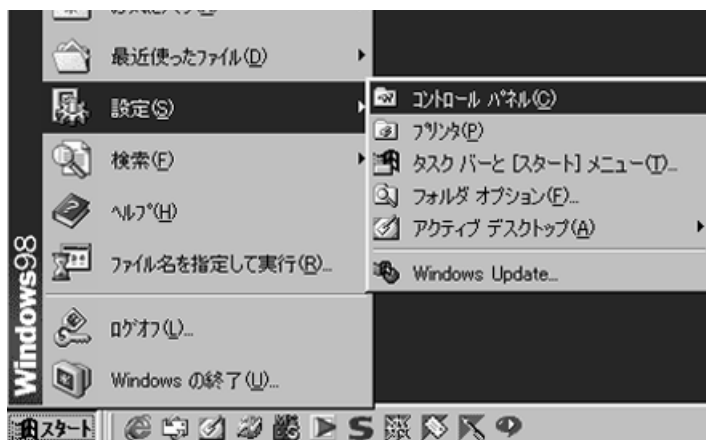 最近使ったファイル(D)
設定(S)
検索(F)
ヘルプ(H)
ファイル名を指定して実行(R)...
ログオフ(L)...
Windows の終了(U)...
コントロール パネル(C)
プリンタ(P)
タスク バーと [スタート] メニュー(T)...
フォルダ オプション(F)...
アクティブ デスクトップ(A)
Windows Update...
Windows98
スタート